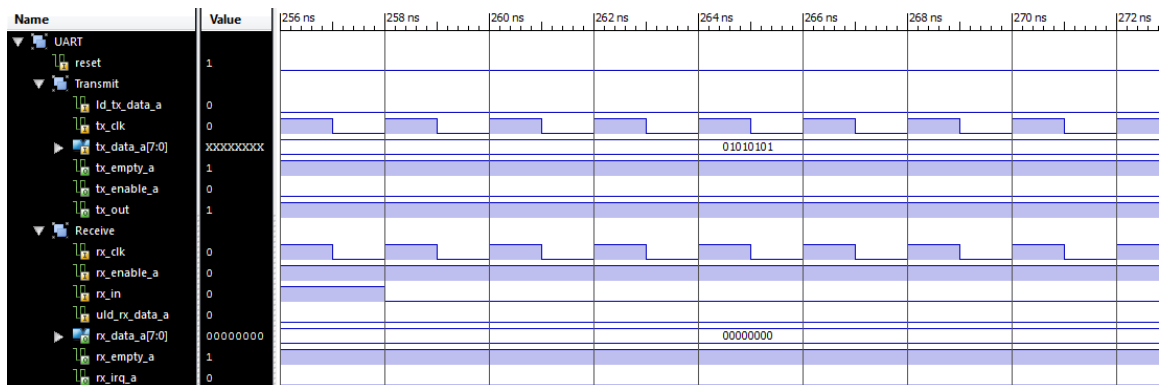 Name Value 256 ns 258 ns 260 ns 262 ns 264 ns 266 ns 268 ns 270 ns 272 ns
UART
reset 1
Transmit
ld_tx_data_a 0
tx_clk 0
tx_data_a[7:0] XXXXXXXX 01010101
tx_empty_a 1
tx_enable_a 0
tx_out 1
Receive
rx_clk 0
rx_enable_a 0
rx_in 0
uld_rx_data_a 0
rx_data_a[7:0] 00000000 00000000
rx_empty_a 1
rx_irq_a 0